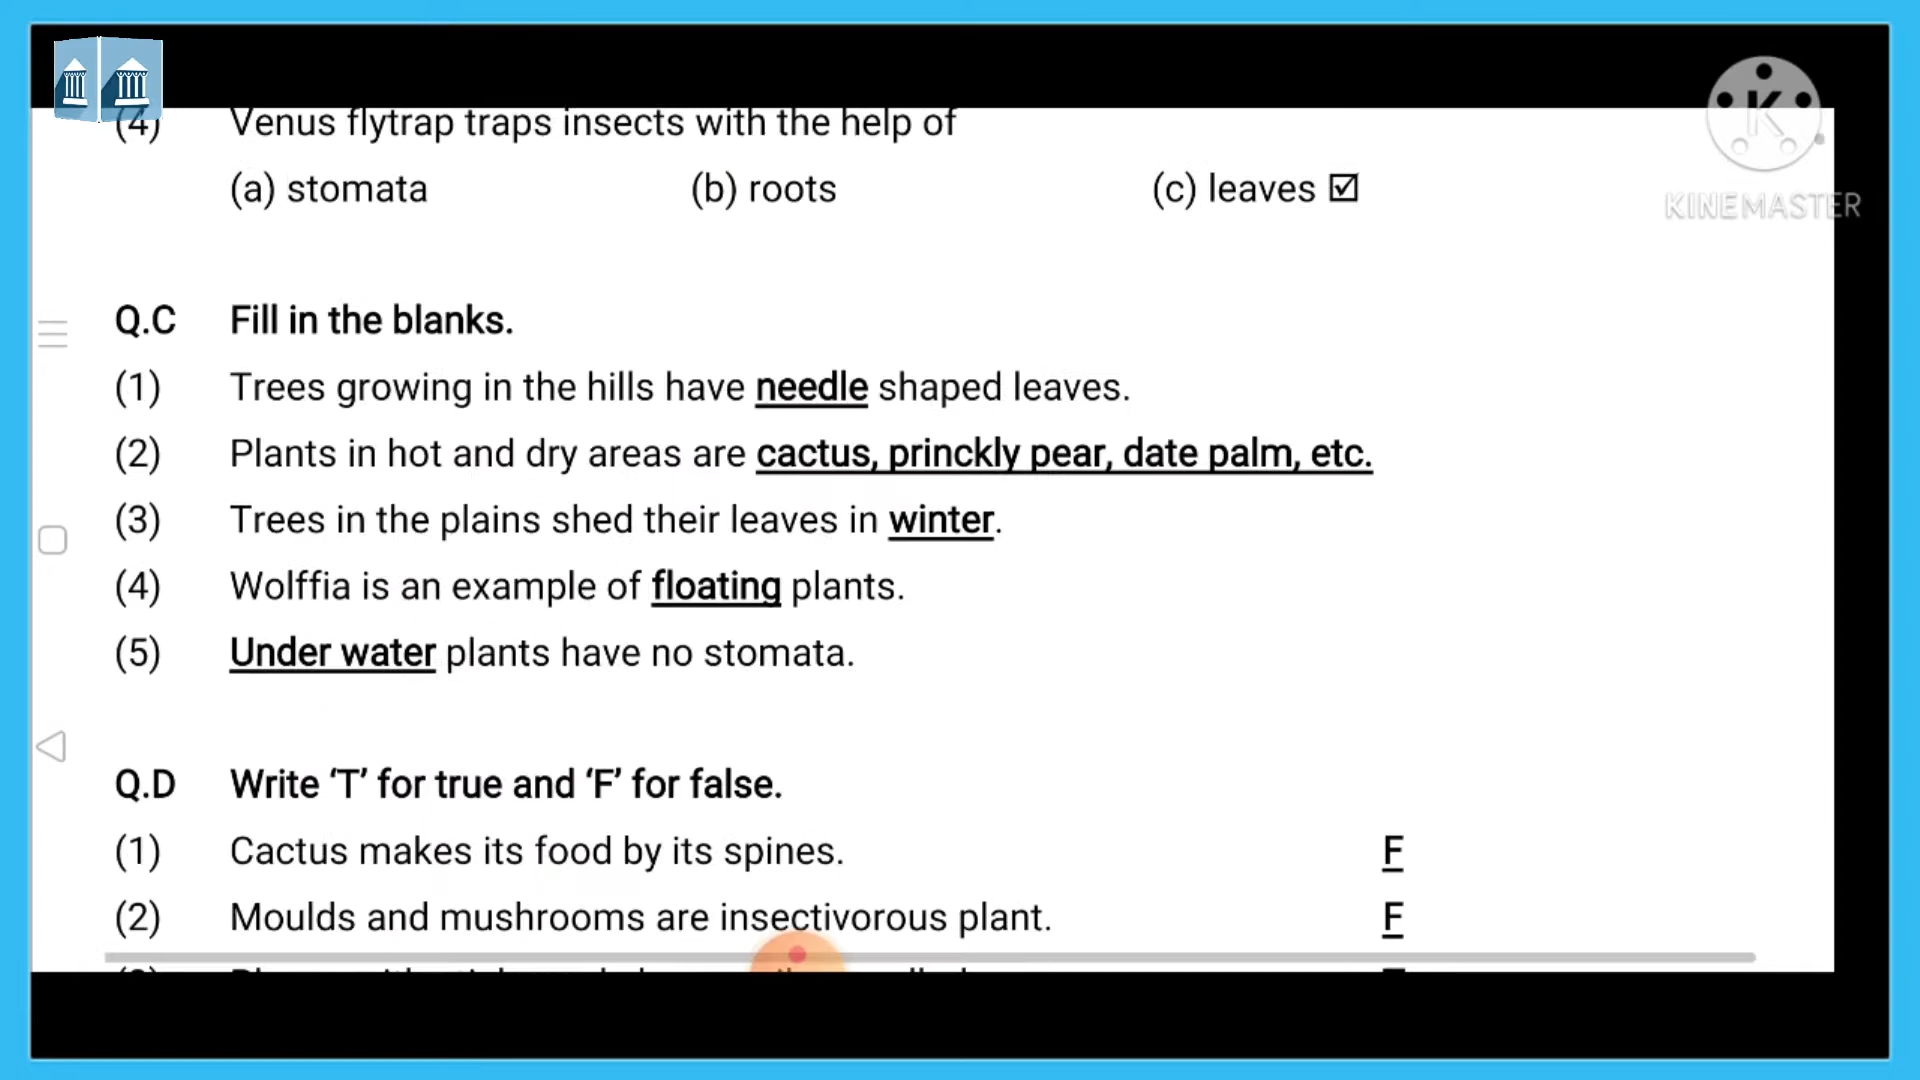 (4) Venus flytrap traps insects with the help of
(a) stomata (b) roots (c) leaves ☑
K
KINEMASTER
Q.C Fill in the blanks.
(1) Trees growing in the hills have needle shaped leaves.
(2) Plants in hot and dry areas are cactus, princkly pear, date palm, etc.
(3) Trees in the plains shed their leaves in winter.
(4) Wolffia is an example of floating plants.
(5) Under water plants have no stomata.
Q.D Write ‘T’ for true and ‘F’ for false.
(1) Cactus makes its food by its spines. F
(2) Moulds and mushrooms are insectivorous plant. F